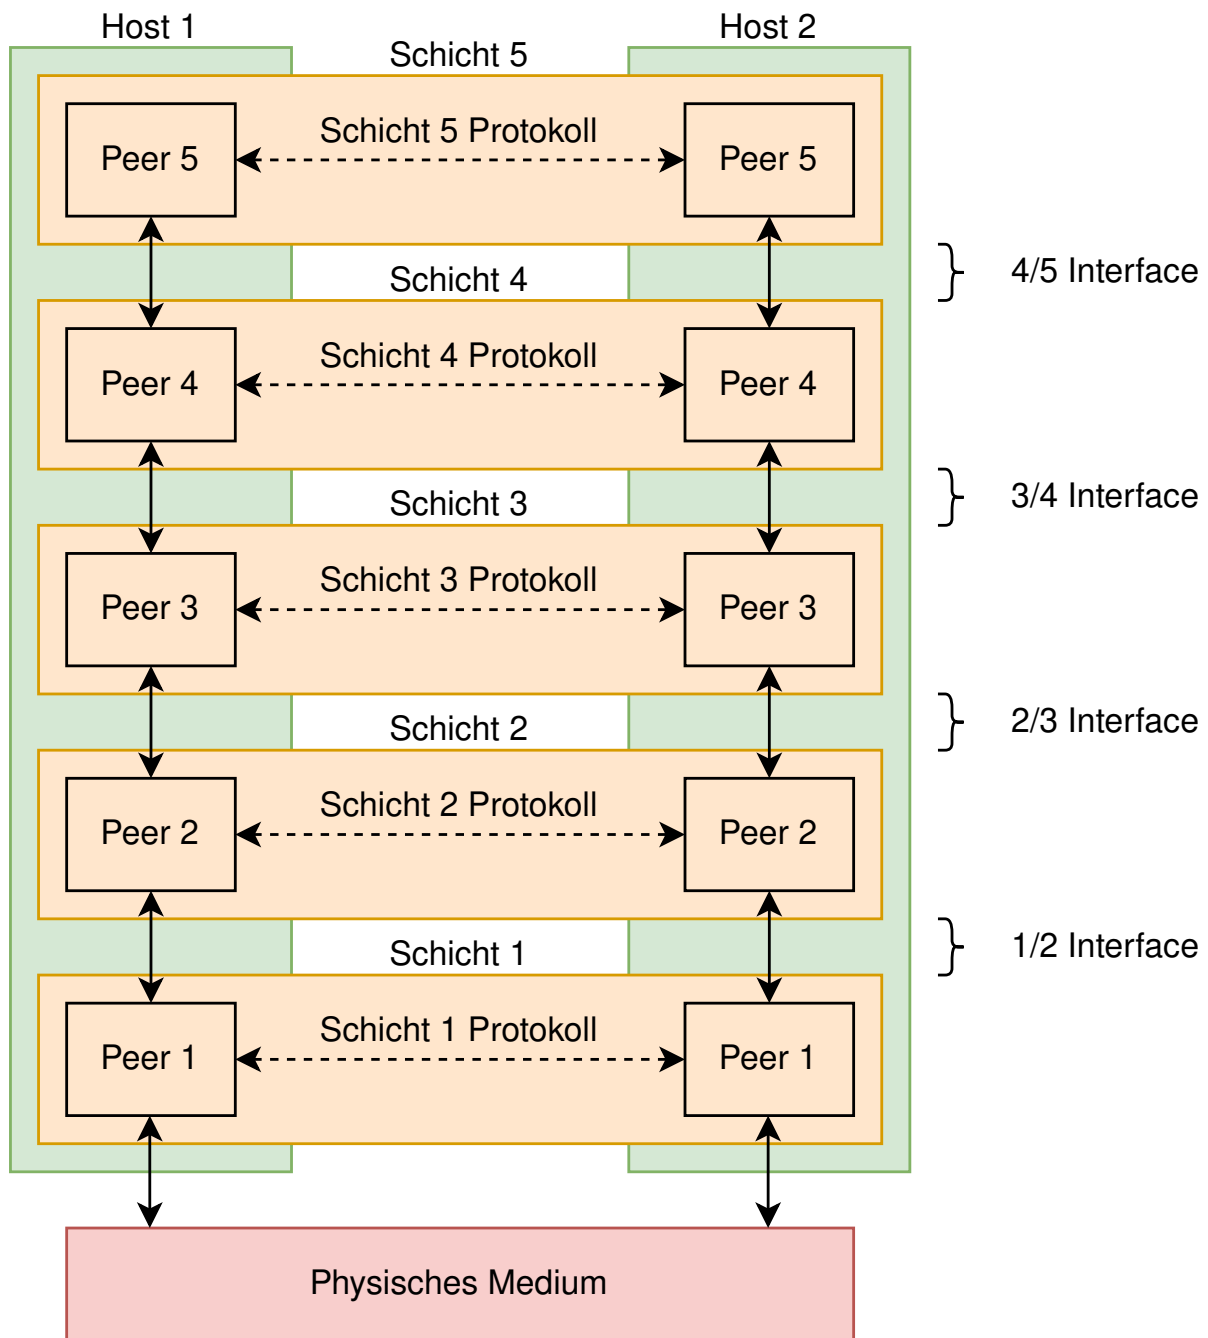 Host 1
Host 2
Schicht 5
Schicht 5 Protokoll
Peer 5
Peer 5
4/5 Interface
Schicht 4
Schicht 4 Protokoll
Peer 4
Peer 4
3/4 Interface
Schicht 3
Schicht 3 Protokoll
Peer 3
Peer 3
2/3 Interface
Schicht 2
Schicht 2 Protokoll
Peer 2
Peer 2
1/2 Interface
Schicht 1
Schicht 1 Protokoll
Peer 1
Peer 1
Physisches Medium